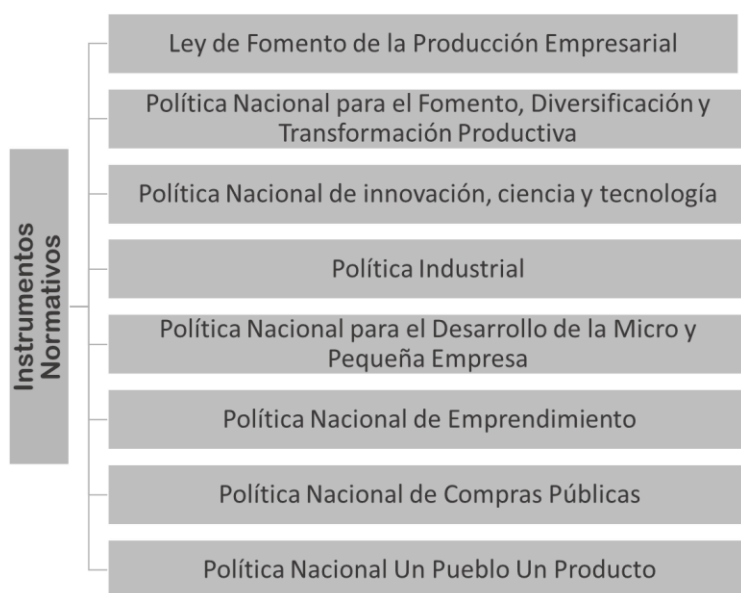 Instrumentos
Normativos
Ley de Fomento de la Producción Empresarial
Política Nacional para el Fomento, Diversificación y
Transformación Productiva
Política Nacional de innovación, ciencia y tecnología
Política Industrial
Política Nacional para el Desarrollo de la Micro y
Pequeña Empresa
Política Nacional de Emprendimiento
Política Nacional de Compras Públicas
Política Nacional Un Pueblo Un Producto